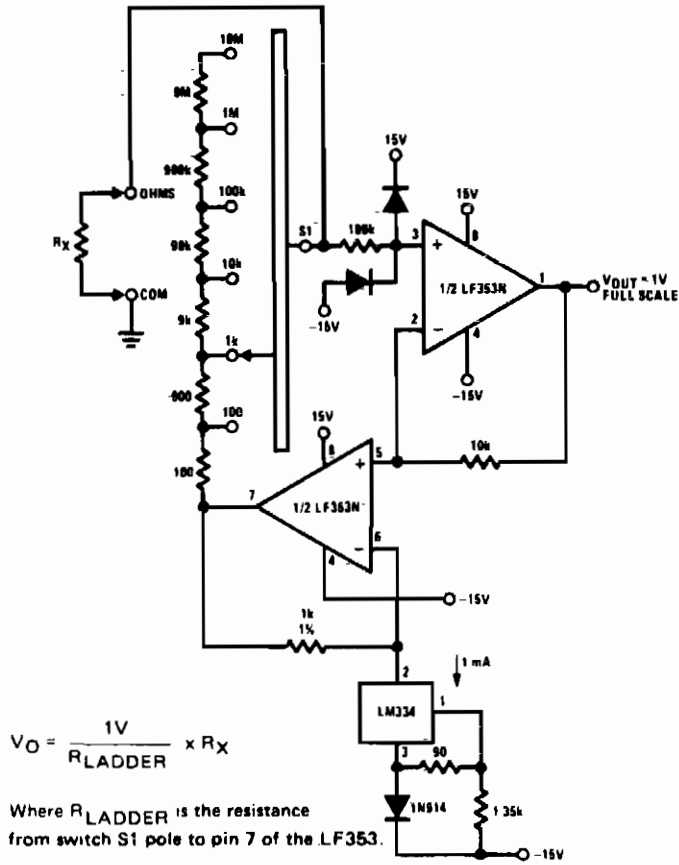 10M
9M
1M
900k
100k
OHMS
90k
RX
S1
100k
15V
15V
3
8
+
10k
1/2 LF353N
1
VOUT = 1V
FULL SCALE
COM
9k
-15V
2
−
4
1k
-15V
900
15V
100
8
5
10k
+
100
7
1/2 LF353N
6
4
−
-15V
1k
1%
2
1 mA
LM334
1
3
90
VO = 1V / RLADDER × RX
1N914
1 35k
Where RLADDER is the resistance
from switch S1 pole to pin 7 of the LF353.
-15V